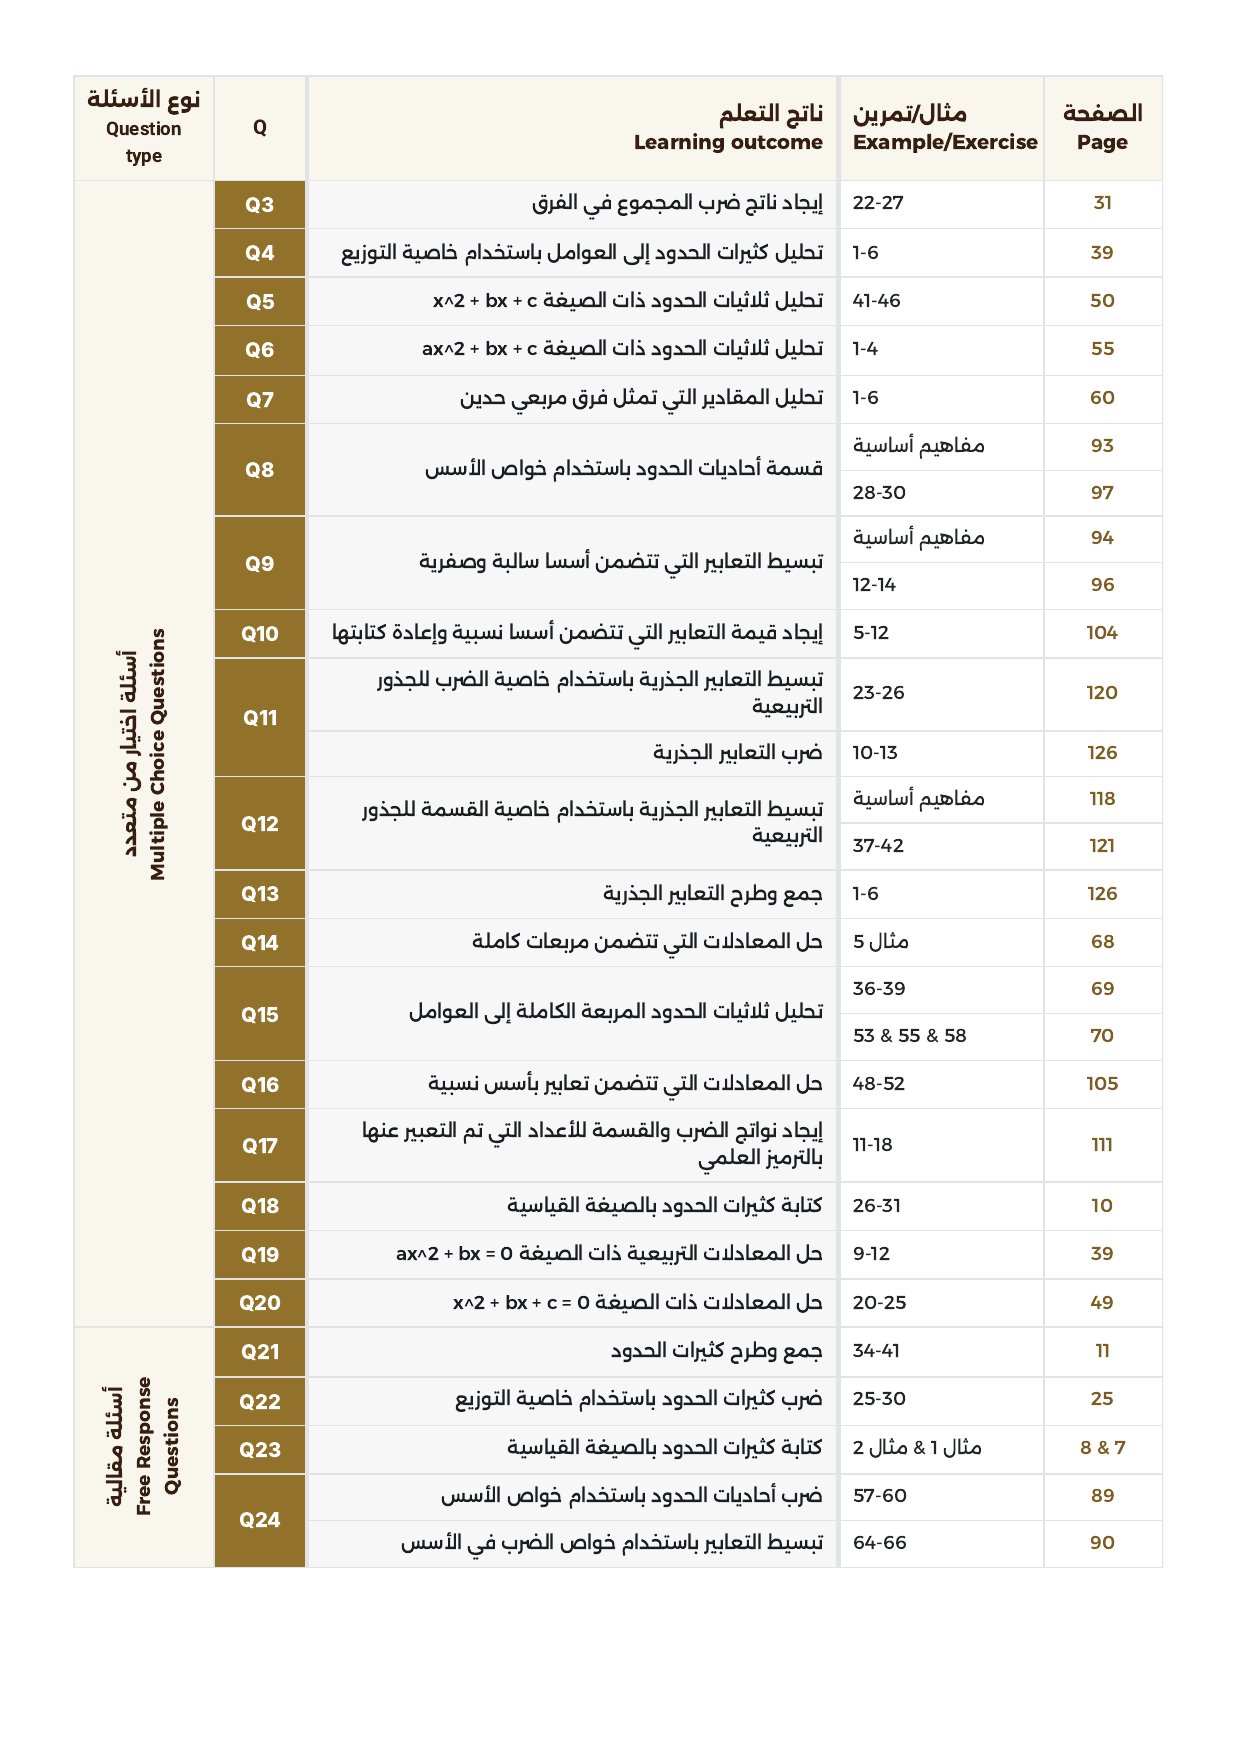 نوع الأسئلة
Question
type
Q
ناتج التعلم
Learning outcome
مثال/تمرين
Example/Exercise
الصفحة
Page
أسئلة اختيار من متعدد
Multiple Choice Questions
Q3
إيجاد ناتج ضرب المجموع في الفرق
22-27
31
Q4
تحليل كثيرات الحدود إلى العوامل باستخدام خاصية التوزيع
1-6
39
Q5
تحليل ثلاثيات الحدود ذات الصيغة x^2 + bx + c
41-46
50
Q6
تحليل ثلاثيات الحدود ذات الصيغة ax^2 + bx + c
1-4
55
Q7
تحليل المقادير التي تمثل فرق مربعي حدين
1-6
60
Q8
قسمة أحاديات الحدود باستخدام خواص الأسس
مفاهيم أساسية
93
28-30
97
Q9
تبسيط التعابير التي تتضمن أسسا سالبة وصفرية
مفاهيم أساسية
94
12-14
96
Q10
إيجاد قيمة التعابير التي تتضمن أسسا نسبية وإعادة كتابتها
5-12
104
Q11
تبسيط التعابير الجذرية باستخدام خاصية الضرب للجذور
التربيعية
23-26
120
ضرب التعابير الجذرية
10-13
126
Q12
تبسيط التعابير الجذرية باستخدام خاصية القسمة للجذور
التربيعية
مفاهيم أساسية
118
37-42
121
Q13
جمع وطرح التعابير الجذرية
1-6
126
Q14
حل المعادلات التي تتضمن مربعات كاملة
مثال 5
68
Q15
تحليل ثلاثيات الحدود المربعة الكاملة إلى العوامل
36-39
69
53 & 55 & 58
70
Q16
حل المعادلات التي تتضمن تعابير بأسس نسبية
48-52
105
Q17
إيجاد نواتج الضرب والقسمة للأعداد التي تم التعبير عنها
بالترميز العلمي
11-18
111
Q18
كتابة كثيرات الحدود بالصيغة القياسية
26-31
10
Q19
حل المعادلات التربيعية ذات الصيغة ax^2 + bx = 0
9-12
39
Q20
حل المعادلات ذات الصيغة x^2 + bx + c = 0
20-25
49
أسئلة مقالية
Free Response
Questions
Q21
جمع وطرح كثيرات الحدود
34-41
11
Q22
ضرب كثيرات الحدود باستخدام خاصية التوزيع
25-30
25
Q23
كتابة كثيرات الحدود بالصيغة القياسية
مثال 1 & مثال 2
8 & 7
Q24
ضرب أحاديات الحدود باستخدام خواص الأسس
57-60
89
تبسيط التعابير باستخدام خواص الضرب في الأسس
64-66
90